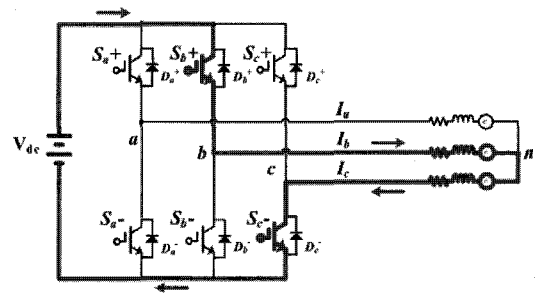 Sa+ Sb+ Sc+
Da+ Db+ Dc+
Vdc
a
b
c
Ia
Ib
Ic
e
n
Sa- Sb- Sc-
Da- Db- Dc-